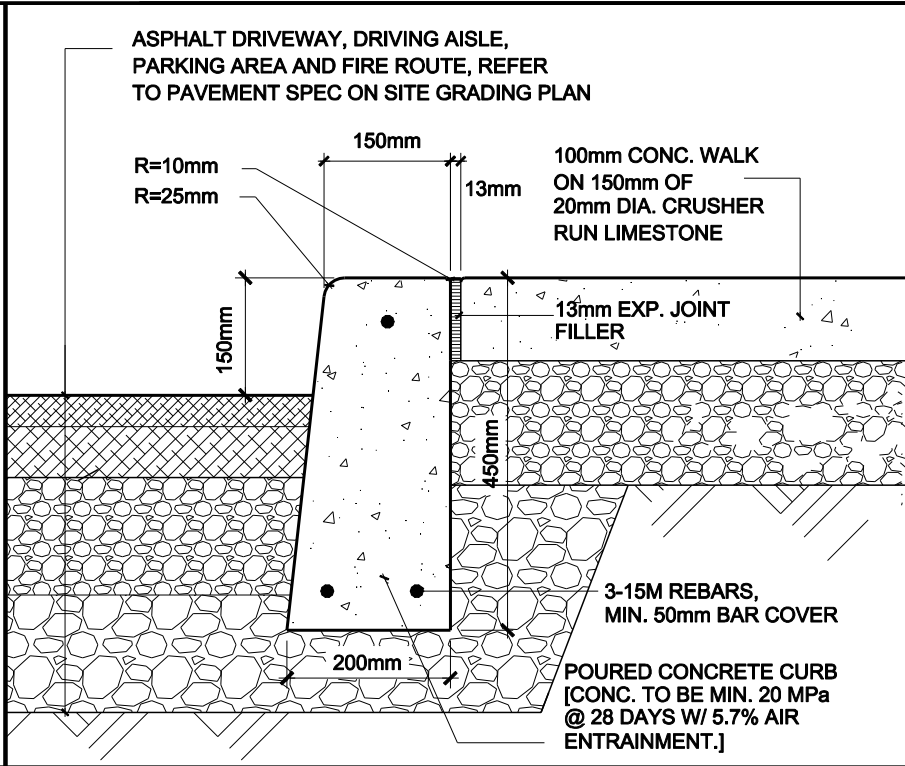 ASPHALT DRIVEWAY, DRIVING AISLE,
PARKING AREA AND FIRE ROUTE, REFER
TO PAVEMENT SPEC ON SITE GRADING PLAN
150mm
R=10mm
R=25mm
13mm
100mm CONC. WALK
ON 150mm OF
20mm DIA. CRUSHER
RUN LIMESTONE
150mm
13mm EXP. JOINT
FILLER
450mm
3-15M REBARS,
MIN. 50mm BAR COVER
200mm
POURED CONCRETE CURB
[CONC. TO BE MIN. 20 MPa
@ 28 DAYS W/ 5.7% AIR
ENTRAINMENT.]